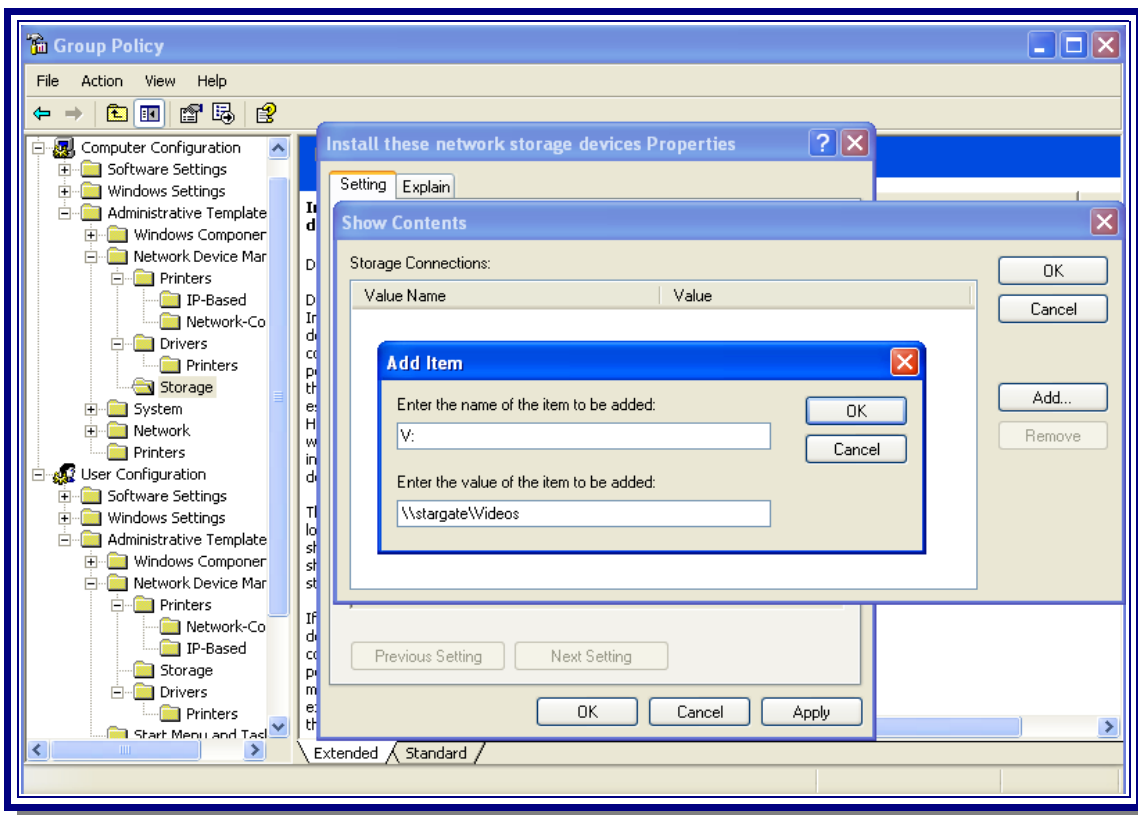 Group Policy
File Action View Help
Computer Configuration
Software Settings
Windows Settings
Administrative Template
Windows Componer
Network Device Mar
Printers
IP-Based
Network-Co
Drivers
Printers
Storage
System
Network
Printers
User Configuration
Software Settings
Windows Settings
Administrative Template
Windows Componer
Network Device Mar
Printers
Network-Co
IP-Based
Storage
Drivers
Printers
Start Menu and Tas
Install these network storage devices Properties
Setting Explain
Show Contents
Storage Connections:
Value Name Value
OK
Cancel
Add...
Remove
Add Item
Enter the name of the item to be added:
V:
OK
Cancel
Enter the value of the item to be added:
\\stargate\Videos
Previous Setting Next Setting
OK Cancel Apply
Extended Standard